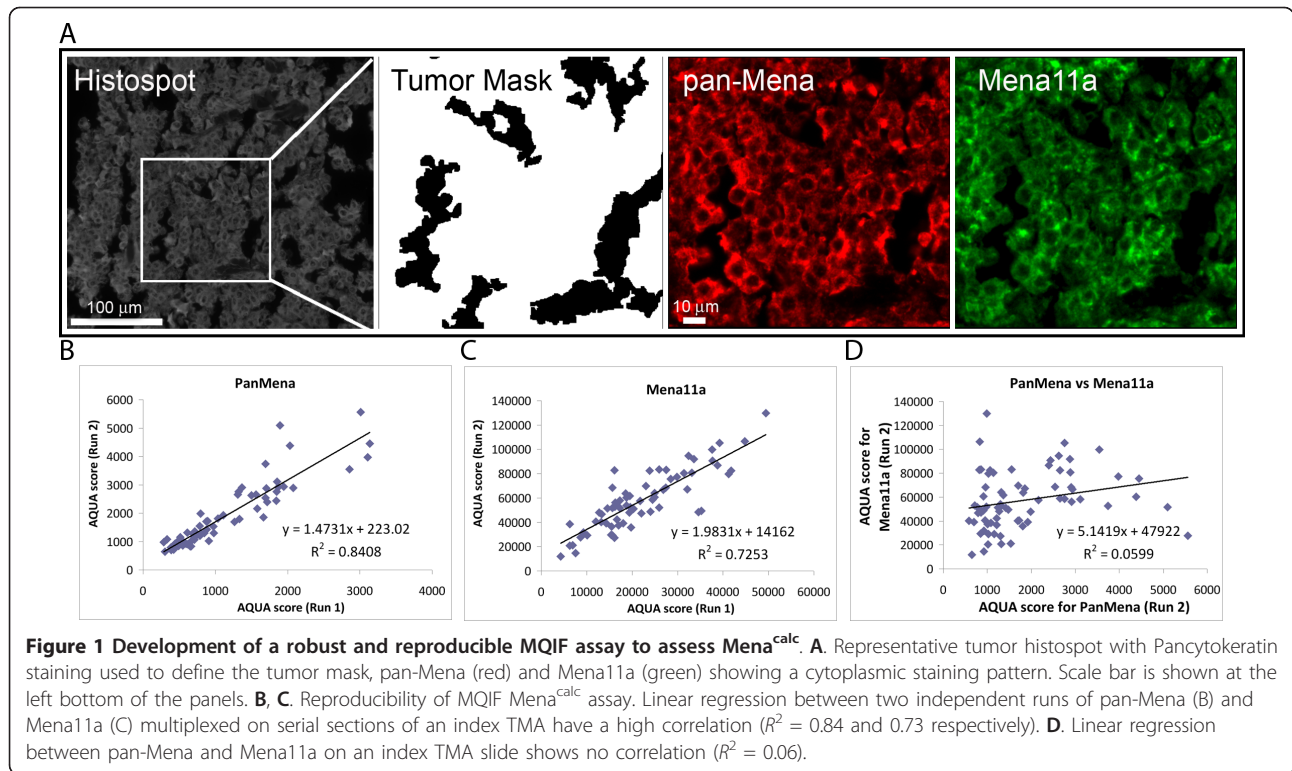 A
Histospot
Tumor Mask
pan-Mena
Mena11a
100 μm
10 μm
B
C
D
PanMena
AQUA score (Run 2)
6000
5000
4000
3000
2000
1000
0
0
1000
2000
3000
4000
y = 1.4731x + 223.02
R² = 0.8408
AQUA score (Run 1)
Mena11a
AQUA score (Run 2)
140000
120000
100000
80000
60000
40000
20000
0
0
10000
20000
30000
40000
50000
60000
y = 1.9831x + 14162
R² = 0.7253
AQUA score (Run 1)
PanMena vs Mena11a
AQUA score for
Mena11a (Run 2)
140000
120000
100000
80000
60000
40000
20000
0
0
1000
2000
3000
4000
5000
6000
y = 5.1419x + 47922
R² = 0.0599
AQUA score for PanMena (Run 2)
Figure 1 Development of a robust and reproducible MQIF assay to assess Mena^calc. A. Representative tumor histospot with Pancytokeratin
staining used to define the tumor mask, pan-Mena (red) and Mena11a (green) showing a cytoplasmic staining pattern. Scale bar is shown at the
left bottom of the panels. B, C. Reproducibility of MQIF Mena^calc assay. Linear regression between two independent runs of pan-Mena (B) and
Mena11a (C) multiplexed on serial sections of an index TMA have a high correlation (R² = 0.84 and 0.73 respectively). D. Linear regression
between pan-Mena and Mena11a on an index TMA slide shows no correlation (R² = 0.06).